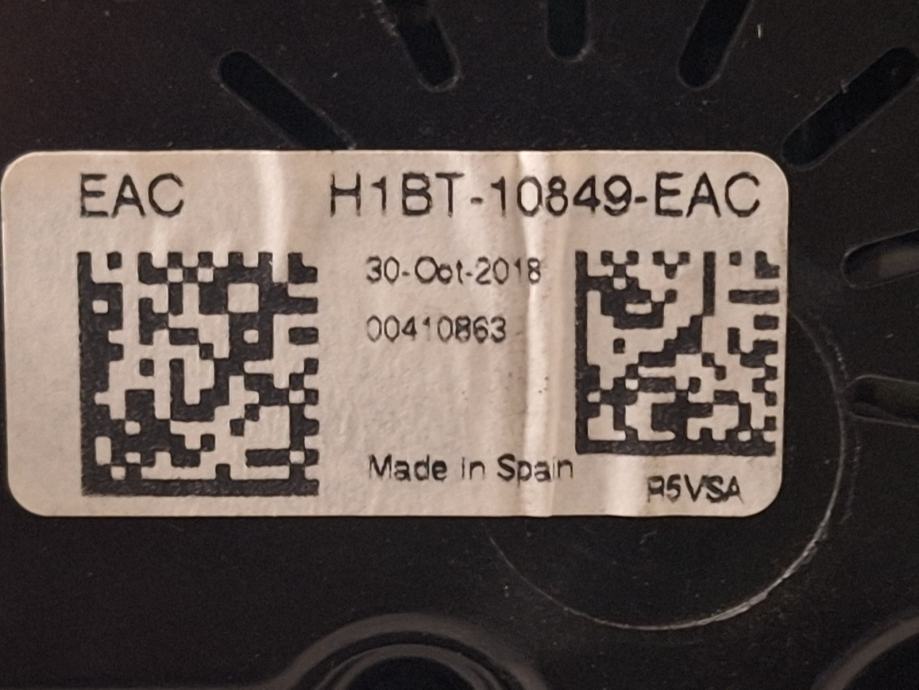 EAC H1BT-10849-EAC
30-Oct-2018
00410863
Made in Spain
R5VSA